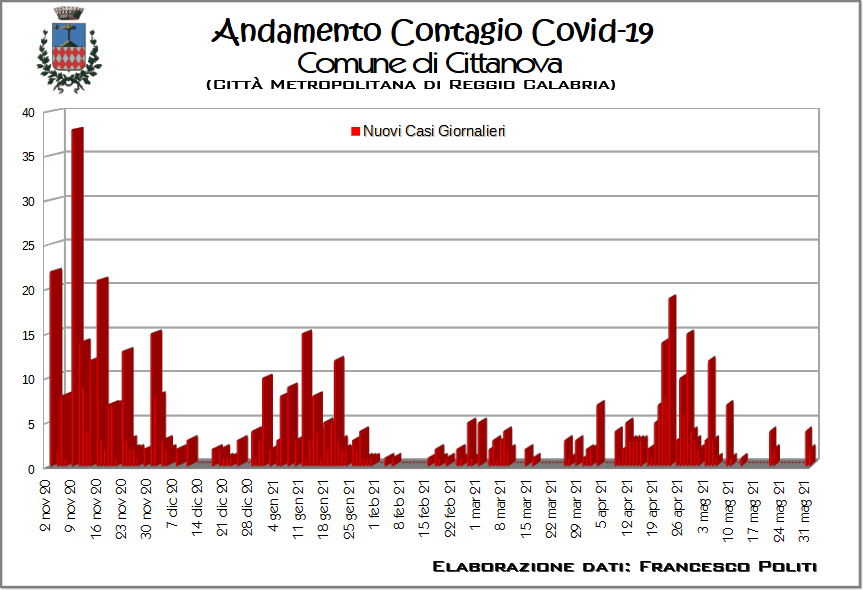 Andamento Contagio Covid-19
Comune di Cittanova
(Città Metropolitana di Reggio Calabria)
Nuovi Casi Giornalieri
40
35
30
25
20
15
10
5
0
2 nov 20
9 nov 20
16 nov 20
23 nov 20
30 nov 20
7 dic 20
14 dic 20
21 dic 20
28 dic 20
4 gen 21
11 gen 21
18 gen 21
25 gen 21
1 feb 21
8 feb 21
15 feb 21
22 feb 21
1 mar 21
8 mar 21
15 mar 21
22 mar 21
29 mar 21
5 apr 21
12 apr 21
19 apr 21
26 apr 21
3 mag 21
10 mag 21
17 mag 21
24 mag 21
31 mag 21
Elaborazione dati: Francesco Politi